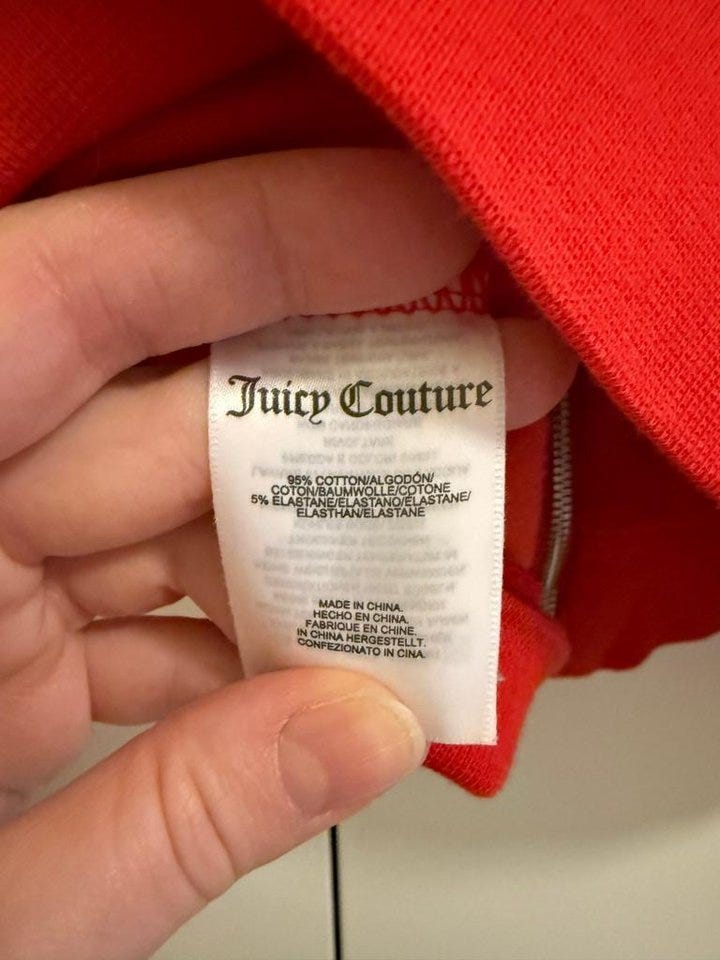 Juicy Couture
95% COTTON/ALGODÓN/
COTON/BAUMWOLLE/COTONE
5% ELASTANE/ELASTANO/ELASTANE/
ELASTHAN/ELASTANE
MADE IN CHINA.
HECHO EN CHINA.
FABRIQUE EN CHINE.
IN CHINA HERGESTELLT.
CONFEZIONATO IN CINA.